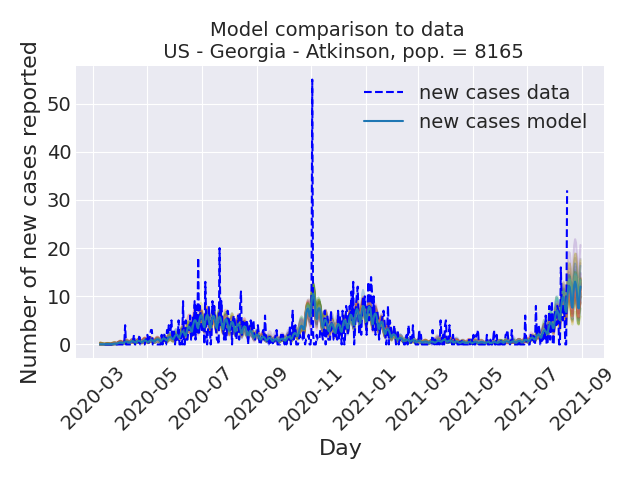 Model comparison to data
US - Georgia - Atkinson, pop. = 8165
Number of new cases reported
50
40
30
20
10
0
new cases data
new cases model
2020-03
2020-05
2020-07
2020-09
2020-11
2021-01
2021-03
2021-05
2021-07
2021-09
Day